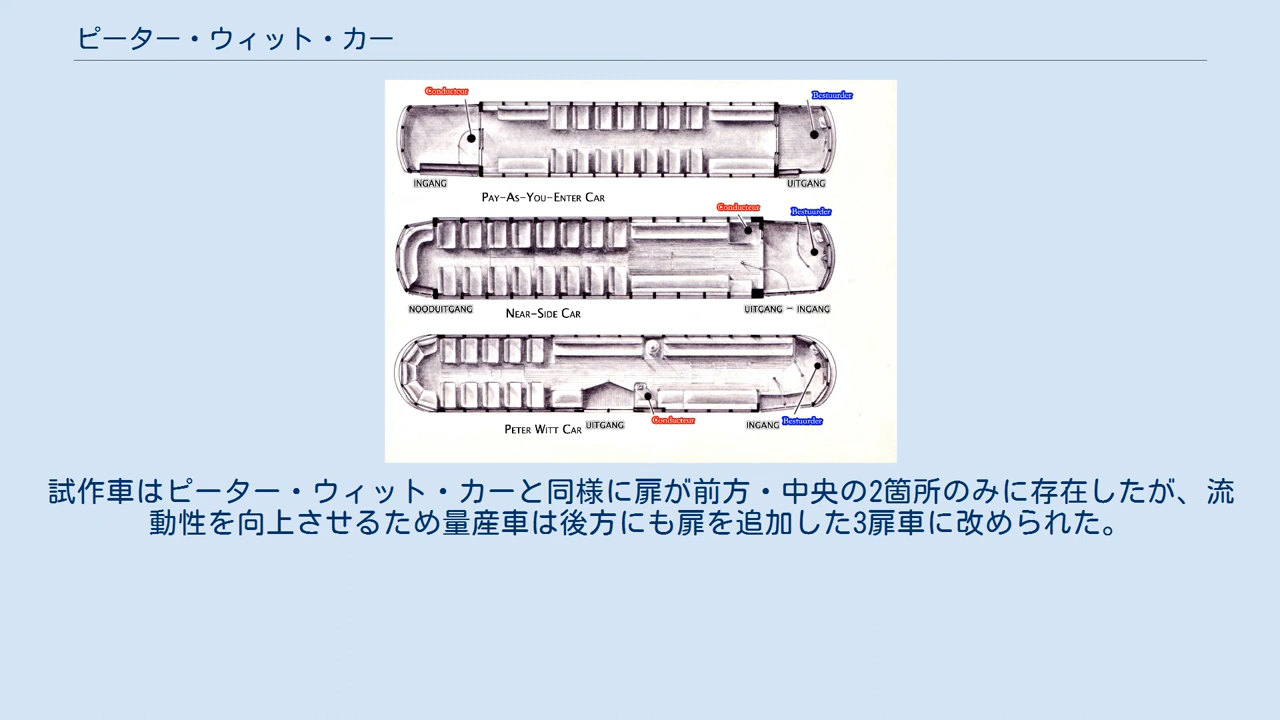 ピーター・ウィット・カー
Conducteur
Bestuurder
INGANG
UITGANG
PAY-AS-YOU-ENTER CAR
Conducteur
Bestuurder
NOODUITGANG
UITGANG - INGANG
NEAR-SIDE CAR
PETER WITT CAR
UITGANG
Conducteur
INGANG
Bestuurder
試作車はピーター・ウィット・カーと同様に扉が前方・中央の2箇所のみに存在したが、流
動性を向上させるため量産車は後方にも扉を追加した3扉車に改められた。